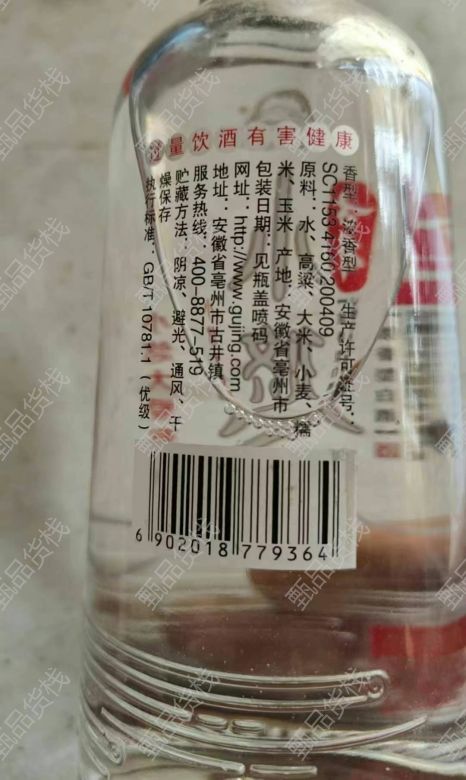 过量饮酒有害健康
香型：浓香型 生产许可证号：
SC11534160200409
原料：水、高粱、大米、小麦、糯
米、玉米 产地：安徽省亳州市
包装日期：见瓶盖喷码
网址：http://www.gujing.com
地址：安徽省亳州市古井镇
服务热线：400-8877-519
贮藏方法：阴凉、避光、通风、干
燥保存
执行标准：GB/T 10781.1（优级）
6 902018 779364
甄品货栈